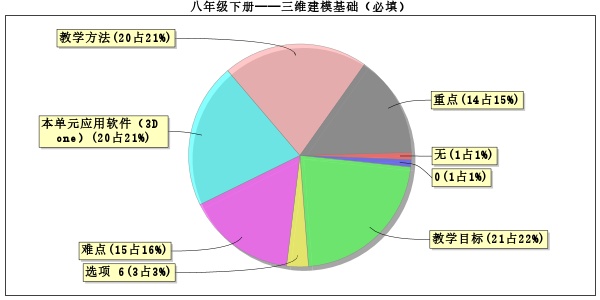 八年级下册——三维建模基础（必填）
教学方法(20占21%)
重点(14占15%)
本单元应用软件（3D
one）(20占21%)
无(1占1%)
0(1占1%)
教学目标(21占22%)
难点(15占16%)
选项 6(3占3%)